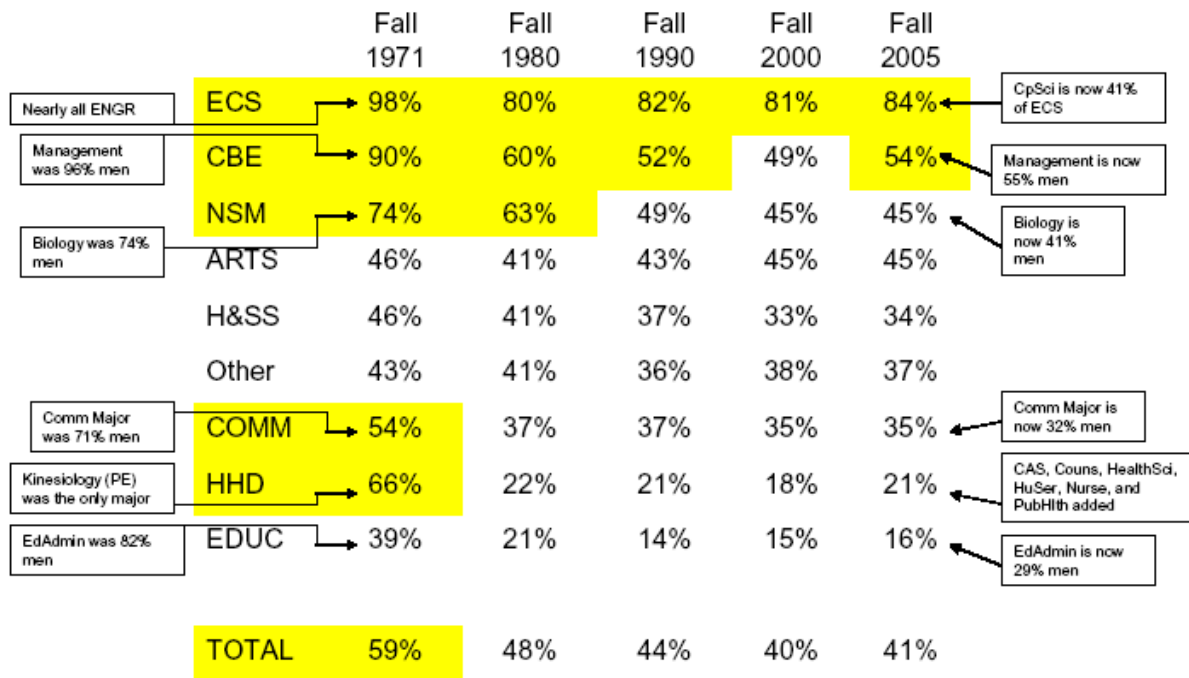 Fall Fall Fall Fall Fall
1971 1980 1990 2000 2005
Nearly all ENGR
ECS 98% 80% 82% 81% 84%
CpSci is now 41%
of ECS
Management
was 96% men
CBE 90% 60% 52% 49% 54%
Management is now
55% men
NSM 74% 63% 49% 45% 45%
Biology was 74%
men
Biology is
now 41%
men
ARTS 46% 41% 43% 45% 45%
H&SS 46% 41% 37% 33% 34%
Other 43% 41% 36% 38% 37%
Comm Major
was 71% men
COMM 54% 37% 37% 35% 35%
Comm Major is
now 32% men
Kinesiology (PE)
was the only major
HHD 66% 22% 21% 18% 21%
CAS, Couns, HealthSci,
HuSer, Nurse, and
PubHlth added
EdAdmin was 82%
men
EDUC 39% 21% 14% 15% 16%
EdAdmin is now
29% men
TOTAL 59% 48% 44% 40% 41%